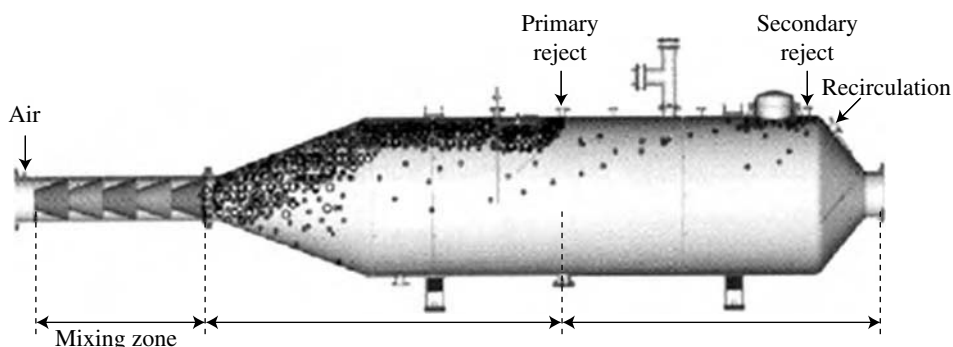 Primary
reject
Secondary
reject
Recirculation
Air
Mixing zone